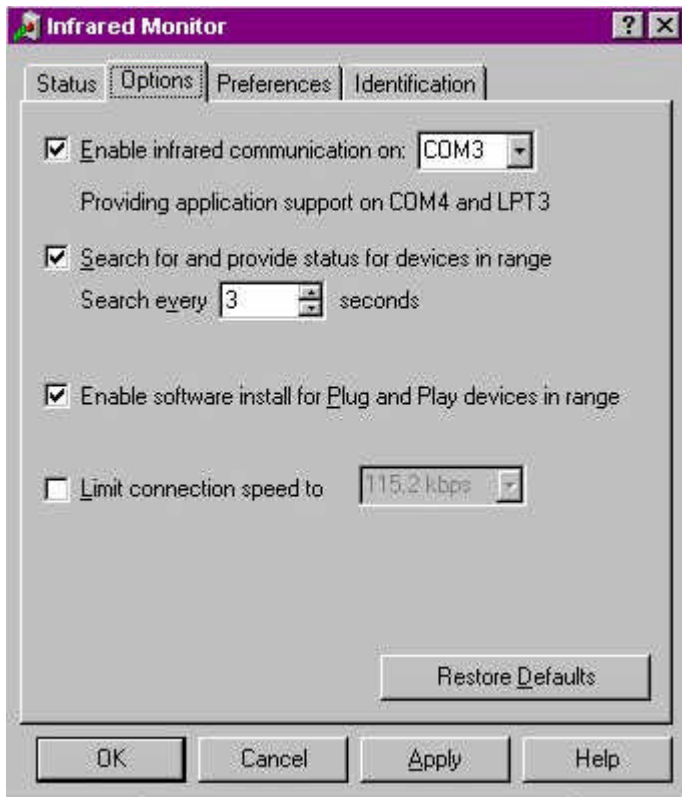 Infrared Monitor
Status Options Preferences Identification
Enable infrared communication on: COM3
Providing application support on COM4 and LPT3
Search for and provide status for devices in range
Search every 3 seconds
Enable software install for Plug and Play devices in range
Limit connection speed to 115.2 kbps
Restore Defaults
OK Cancel Apply Help